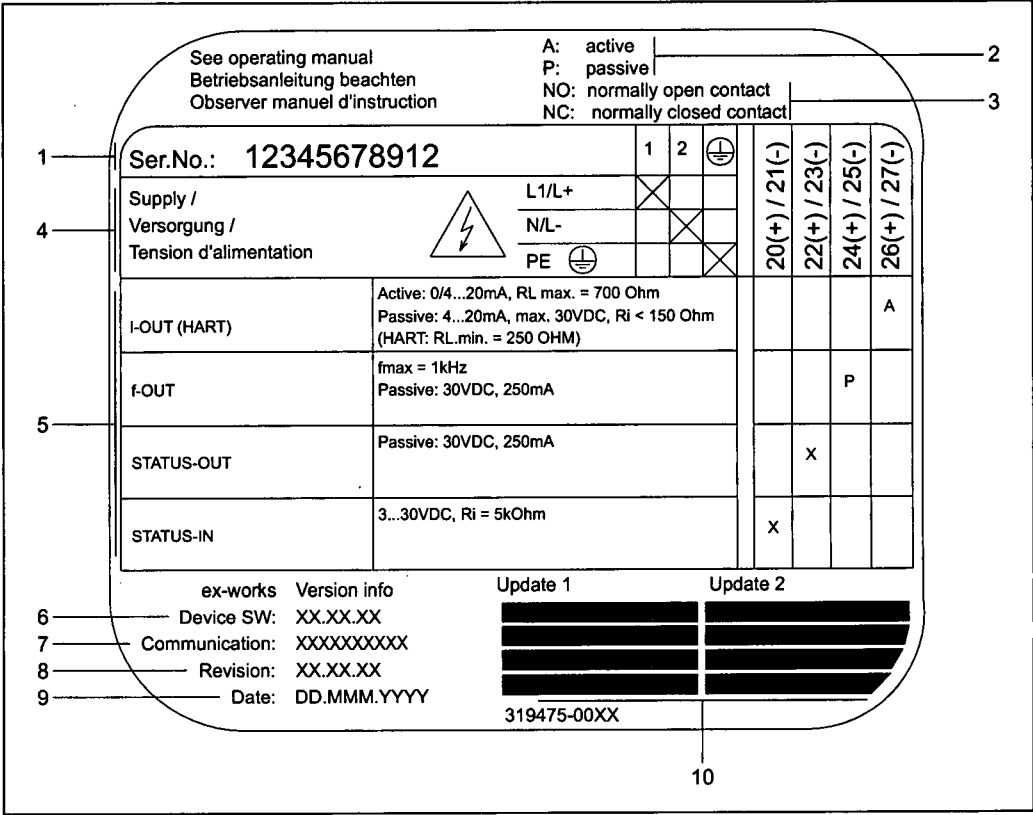 See operating manual
Betriebsanleitung beachten
Observer manuel d'instruction
A: active
P: passive
2
NO: normally open contact
NC: normally closed contact
3
1
Ser.No.: 12345678912
1 2
20(+) / 21(-)
22(+) / 23(-)
24(+) / 25(-)
26(+) / 27(-)
4
Supply /
Versorgung /
Tension d'alimentation
L1/L+
N/L-
PE
5
I-OUT (HART)
Active: 0/4...20mA, RL max. = 700 Ohm
Passive: 4...20mA, max. 30VDC, Ri < 150 Ohm
(HART: RL.min. = 250 OHM)
A
f-OUT
fmax = 1kHz
Passive: 30VDC, 250mA
P
STATUS-OUT
Passive: 30VDC, 250mA
X
STATUS-IN
3...30VDC, Ri = 5kOhm
X
ex-works Version info
Update 1
Update 2
6 Device SW: XX.XX.XX
7 Communication: XXXXXXXXXX
8 Revision: XX.XX.XX
9 Date: DD.MMM.YYYY
319475-00XX
10